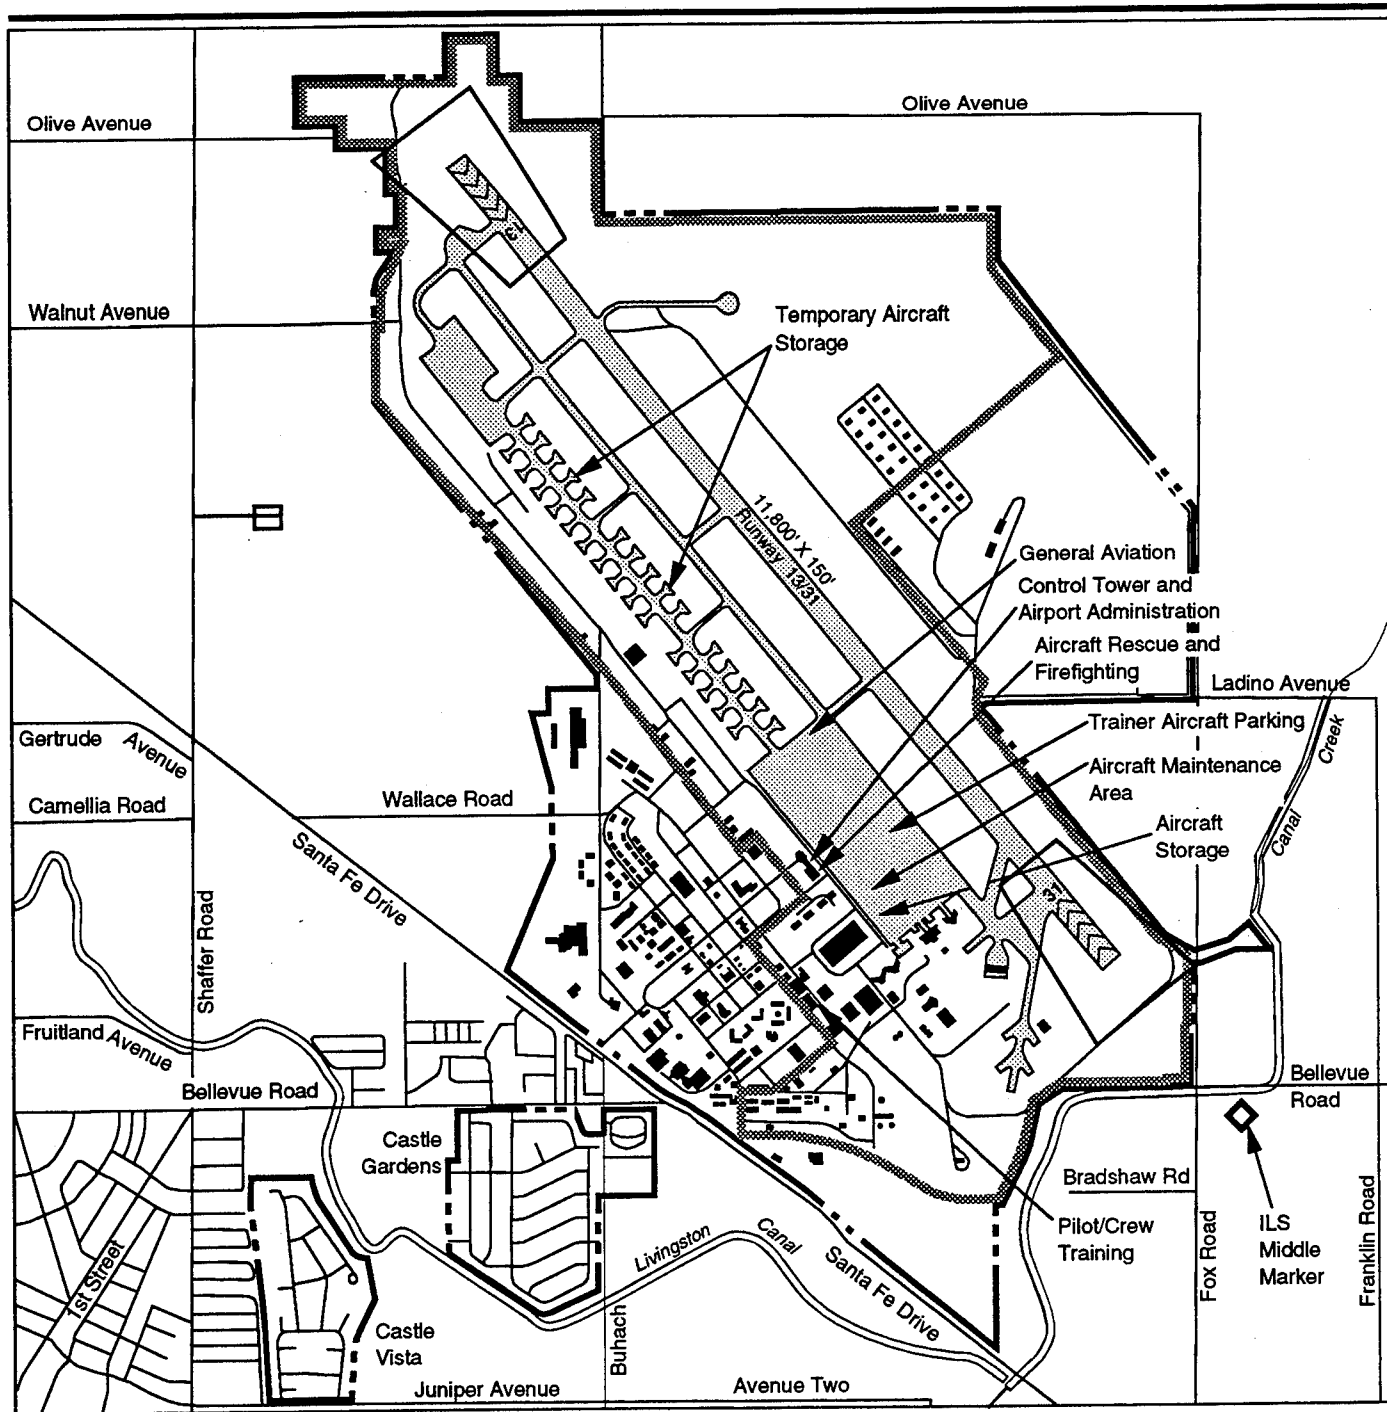 Olive Avenue
Olive Avenue
Walnut Avenue
Temporary Aircraft
Storage
11,800' X 150'
Runway 13/31
General Aviation
Control Tower and
Airport Administration
Aircraft Rescue and
Firefighting
Ladino Avenue
Trainer Aircraft Parking
Aircraft Maintenance
Area
Aircraft
Storage
Canal Creek
31
Gertrude Avenue
Camellia Road
Wallace Road
Santa Fe Drive
Shaffer Road
Fruitland Avenue
Bellevue Road
Bellevue
Road
Castle
Gardens
Bradshaw Rd
Pilot/Crew
Training
ILS
Middle
Marker
Fox Road
Franklin Road
Livingston Canal
Santa Fe Drive
1st Street
Castle
Vista
Buhach
Juniper Avenue
Avenue Two